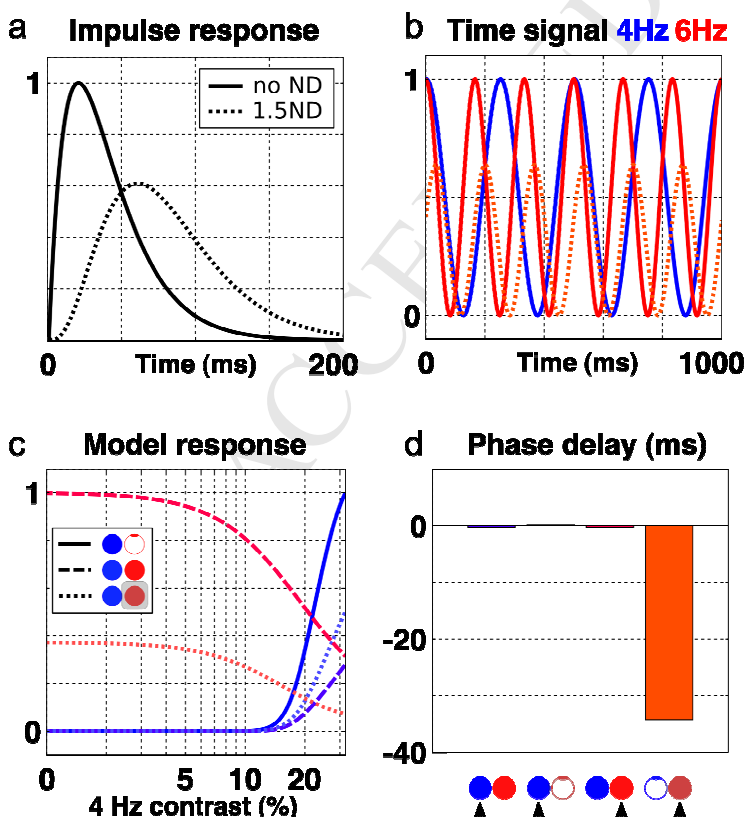 a Impulse response
1
no ND
1.5ND
0 Time (ms) 200
b Time signal 4Hz 6Hz
1
0
0 Time (ms) 1000
c Model response
1
0
0 5 10 20
4 Hz contrast (%)
d Phase delay (ms)
0
-20
-40
ACCE